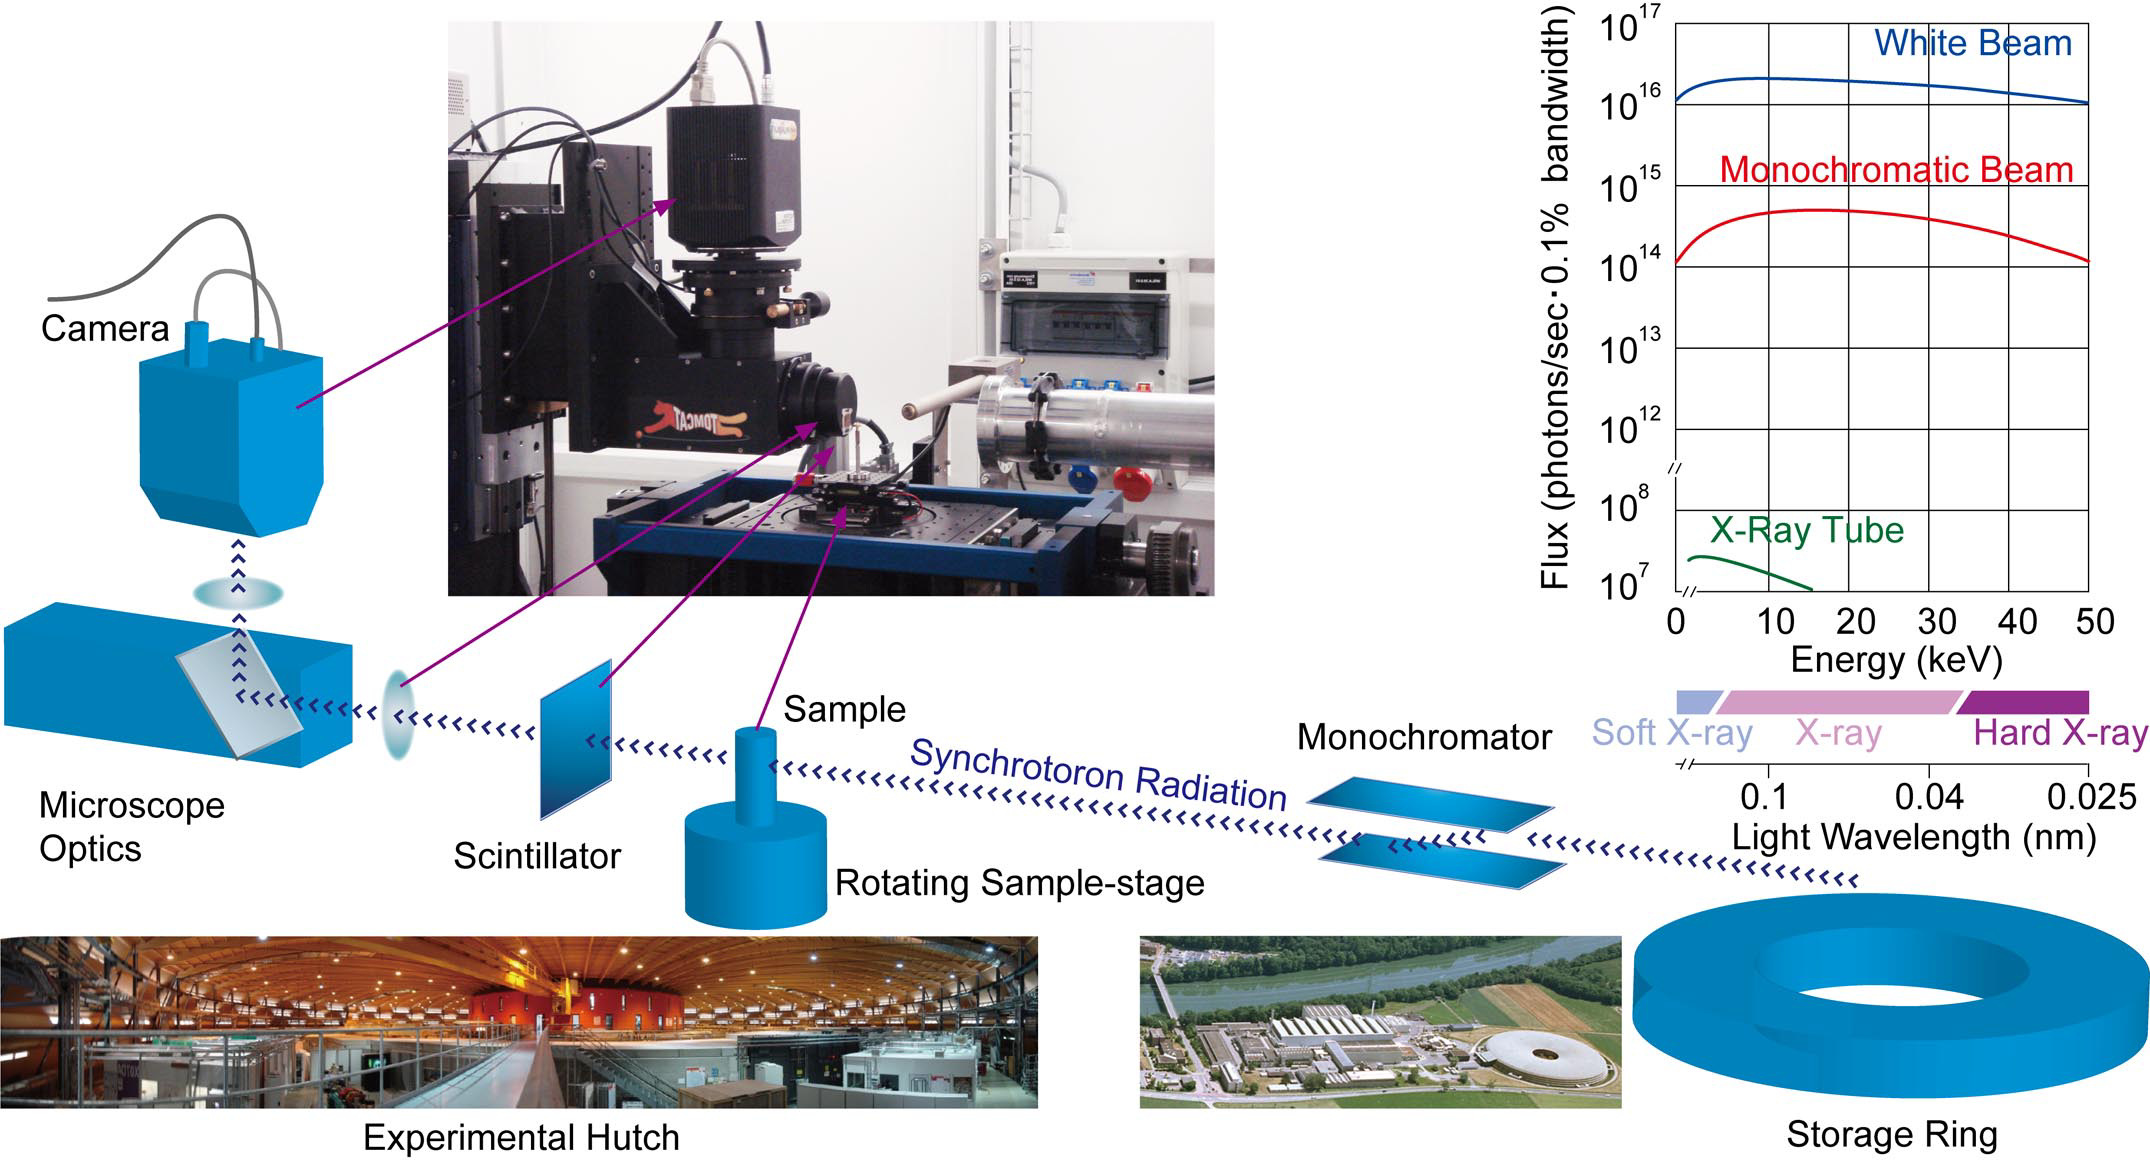 Camera
TOMCAT
Microscope
Optics
Scintillator
Sample
Rotating Sample-stage
Synchrotoron Radiation
Monochromator
Experimental Hutch
Storage Ring
Flux (photons/sec·0.1% bandwidth)
10^17
10^16
10^15
10^14
10^13
10^12
10^8
10^7
White Beam
Monochromatic Beam
X-Ray Tube
0 10 20 30 40 50
Energy (keV)
Soft X-ray X-ray Hard X-ray
0.1 0.04 0.025
Light Wavelength (nm)